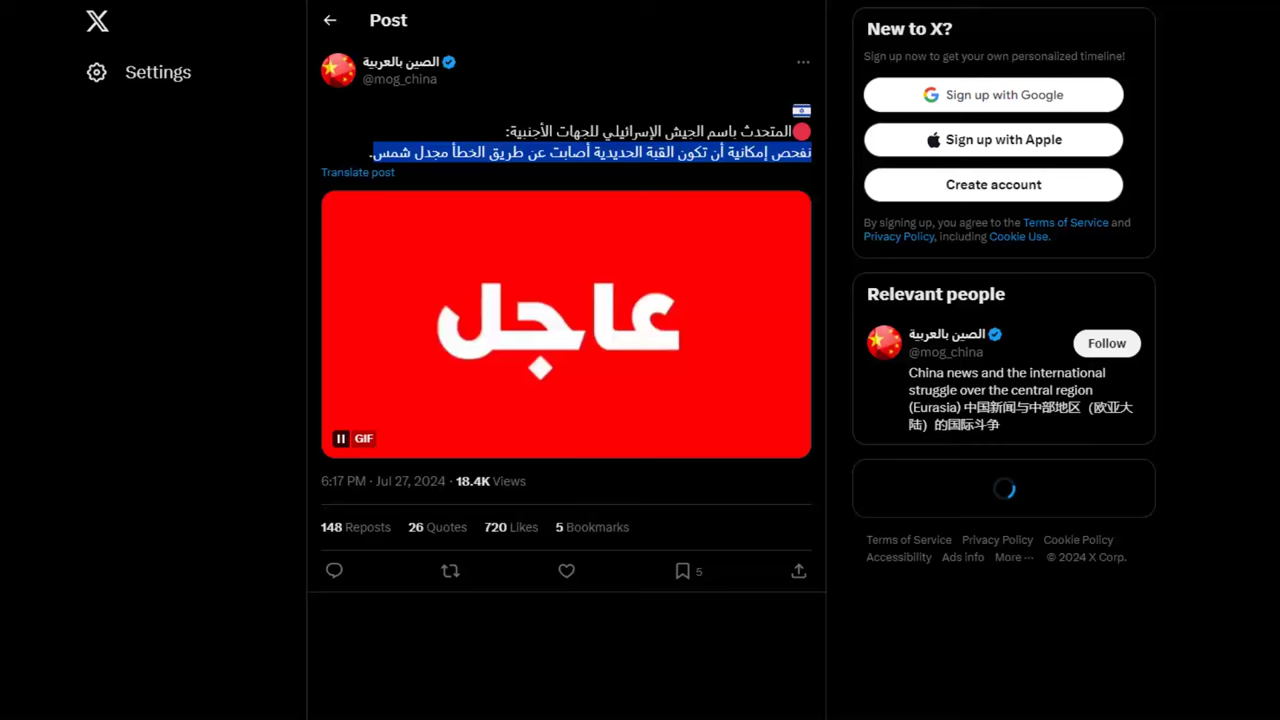 Post
Settings
الصين بالعربية
@mog_china
المتحدث باسم الجيش الإسرائيلي للجهات الأجنبية:
نفحص إمكانية أن تكون القبة الحديدية أصابت عن طريق الخطأ مجدل شمس.
Translate post
عاجل
GIF
6:17 PM · Jul 27, 2024 · 18.4K Views
148 Reposts 26 Quotes 720 Likes 5 Bookmarks
5
New to X?
Sign up now to get your own personalized timeline!
Sign up with Google
Sign up with Apple
Create account
By signing up, you agree to the Terms of Service and
Privacy Policy, including Cookie Use.
Relevant people
الصين بالعربية
@mog_china
Follow
China news and the international
struggle over the central region
(Eurasia) 中国新闻与中部地区（欧亚大
陆）的国际斗争
Terms of Service Privacy Policy Cookie Policy
Accessibility Ads info More ··· © 2024 X Corp.